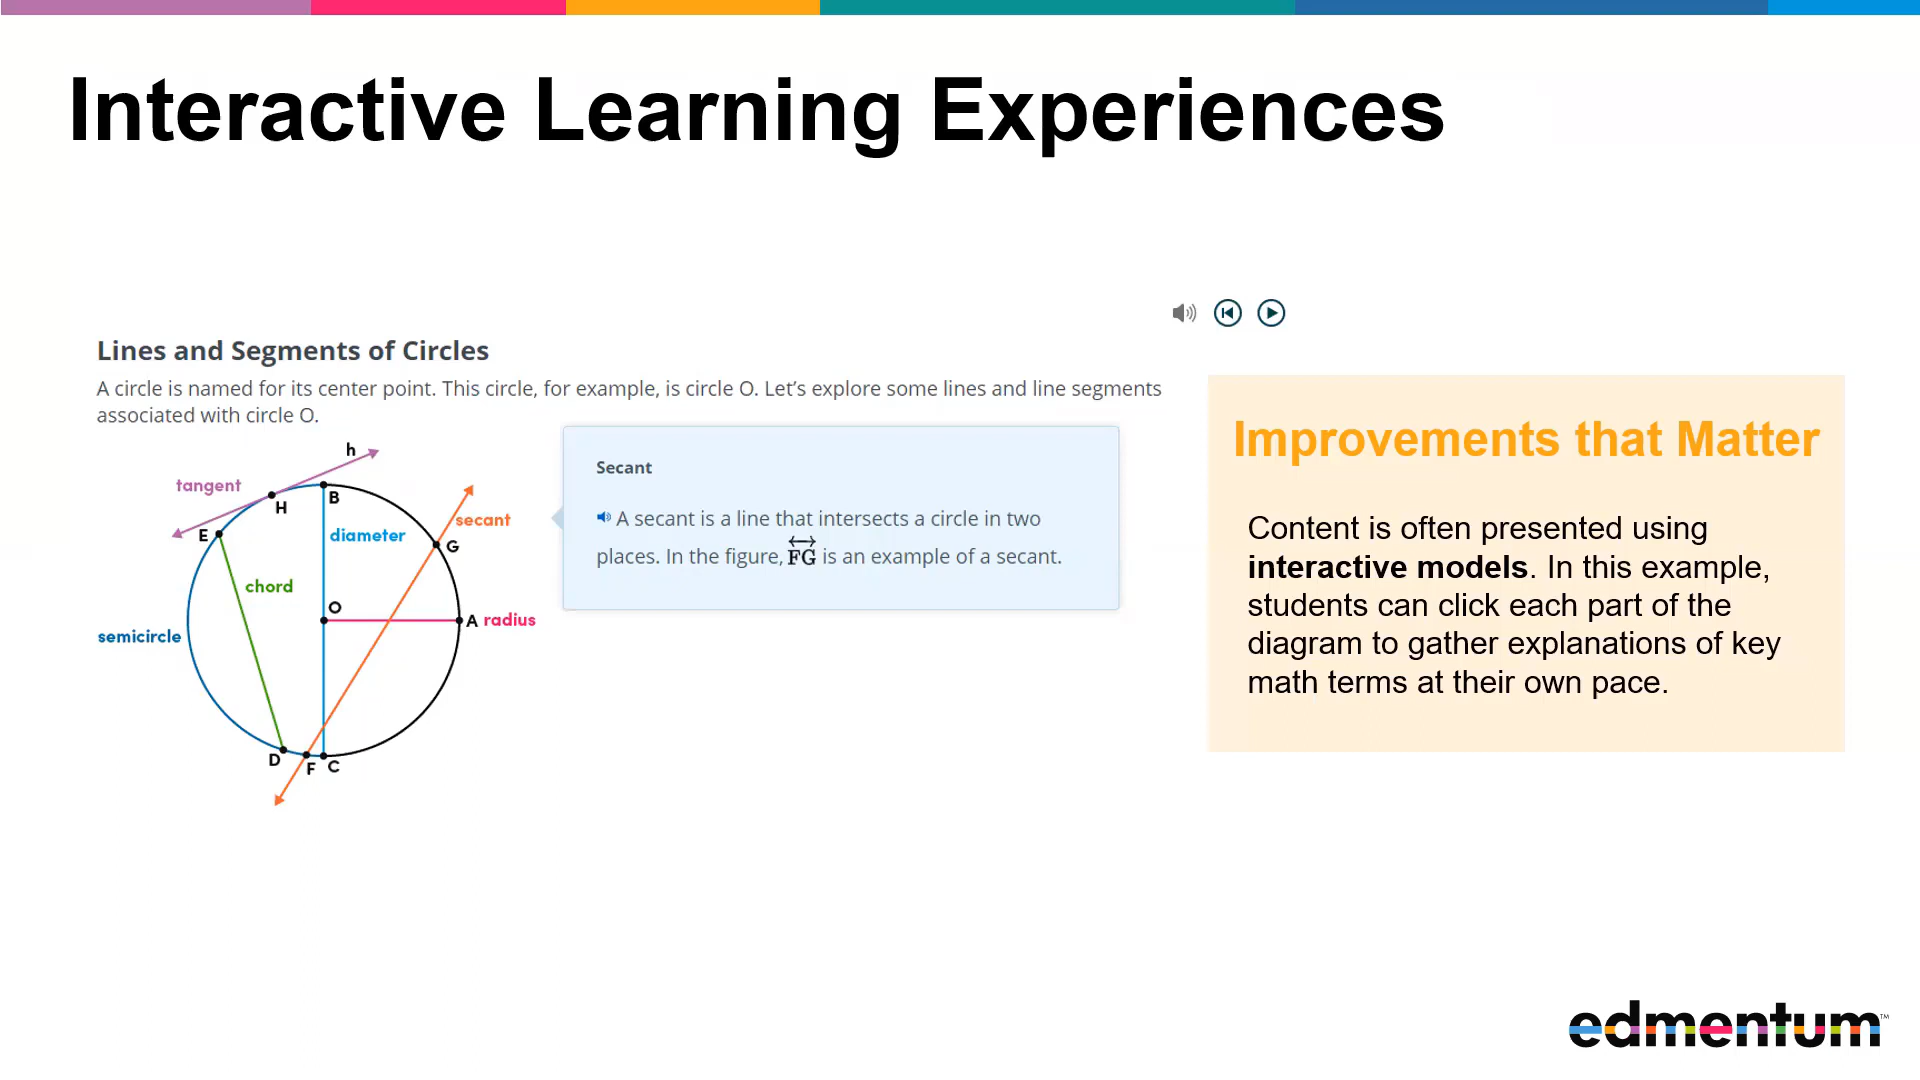 Interactive Learning Experiences
Lines and Segments of Circles
A circle is named for its center point. This circle, for example, is circle O. Let’s explore some lines and line segments
associated with circle O.
h
tangent
H
B
E
diameter
secant
G
chord
O
A radius
semicircle
D
F
C
Secant
A secant is a line that intersects a circle in two
places. In the figure, FG is an example of a secant.
Improvements that Matter
Content is often presented using
interactive models. In this example,
students can click each part of the
diagram to gather explanations of key
math terms at their own pace.
edmentum™